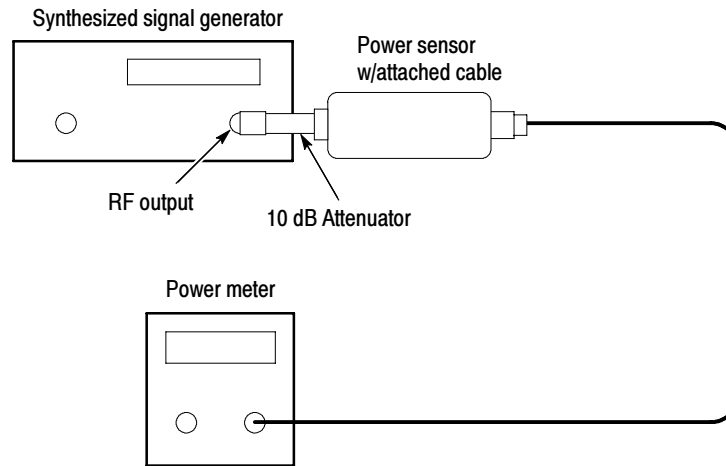 Synthesized signal generator
Power sensor
w/attached cable
RF output
10 dB Attenuator
Power meter